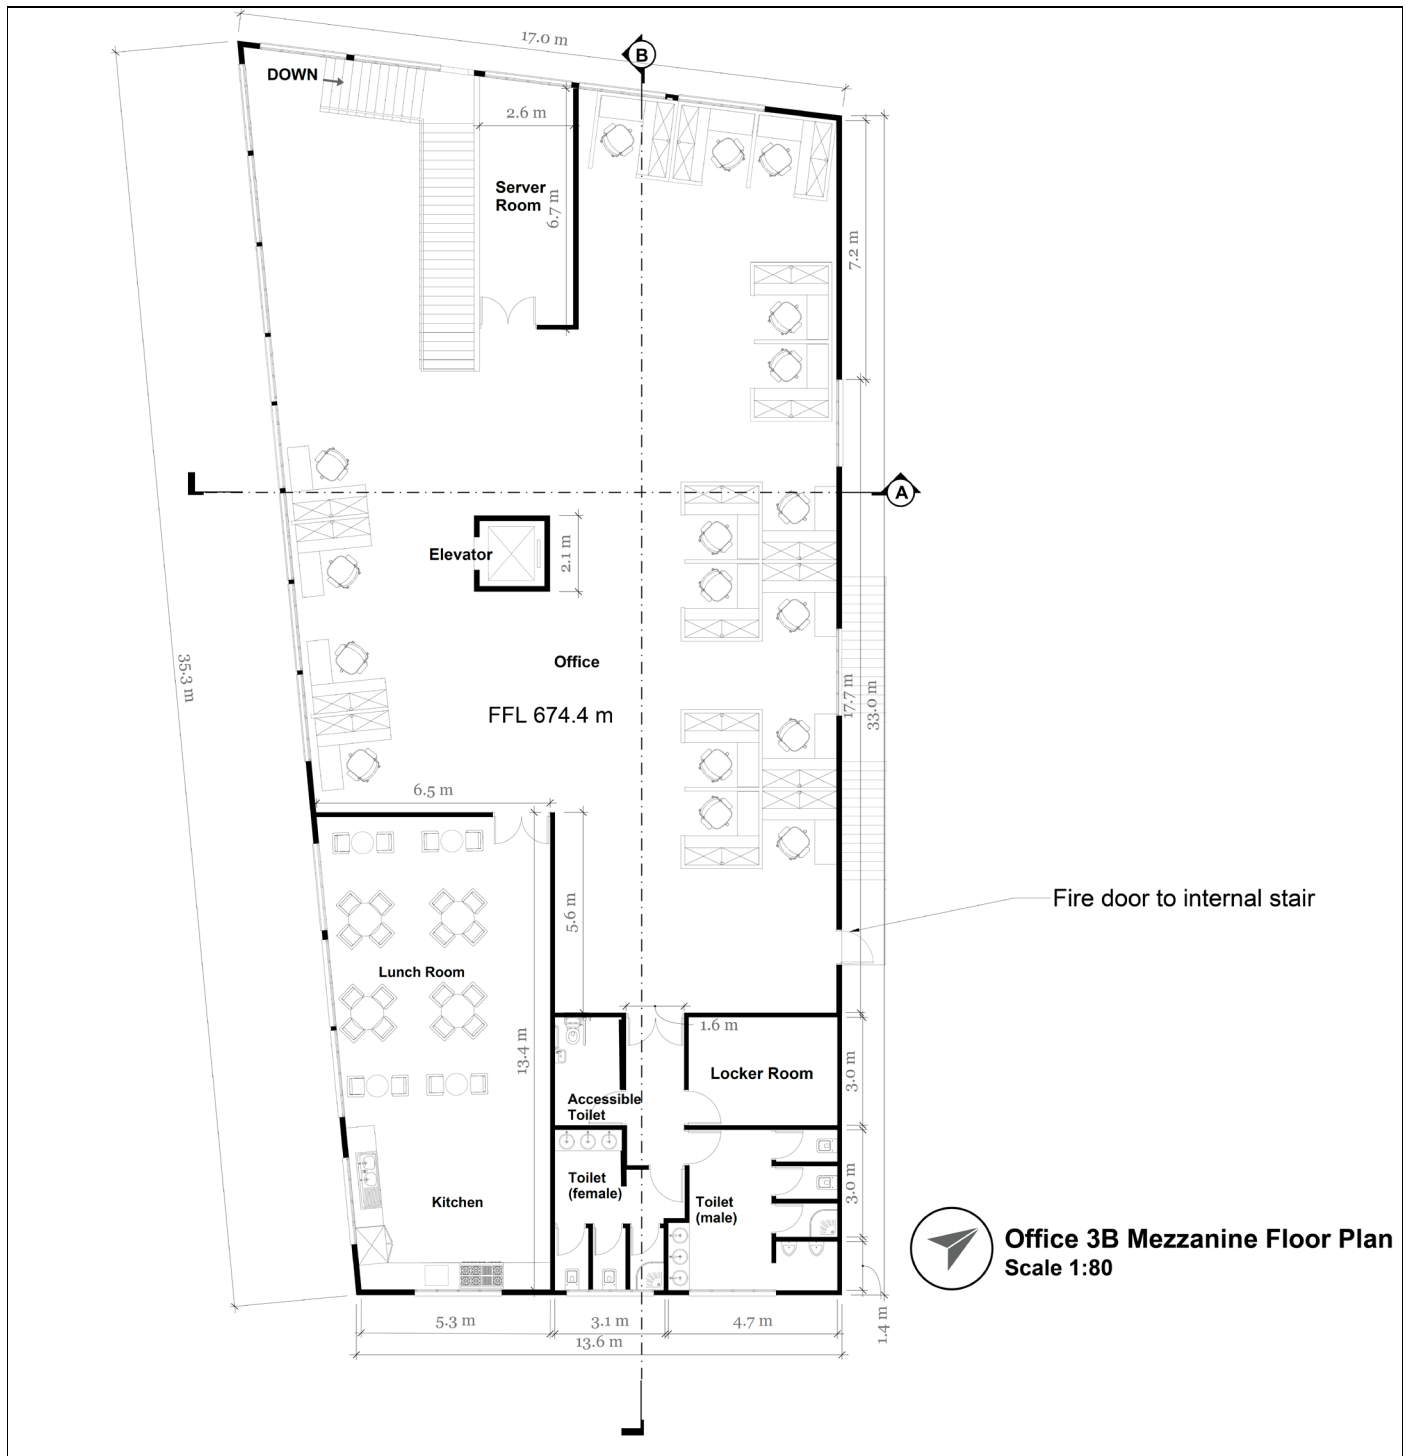 17.0 m
B
DOWN
2.6 m
Server
Room
6.7 m
7.2 m
A
Elevator
2.1 m
Office
35.3 m
FFL 674.4 m
17.7 m
33.0 m
6.5 m
5.6 m
Fire door to internal stair
Lunch Room
13.4 m
1.6 m
Locker Room
3.0 m
Accessible
Toilet
Toilet
(female)
Kitchen
Toilet
(male)
3.0 m
Office 3B Mezzanine Floor Plan
Scale 1:80
5.3 m
3.1 m
4.7 m
1.4 m
13.6 m